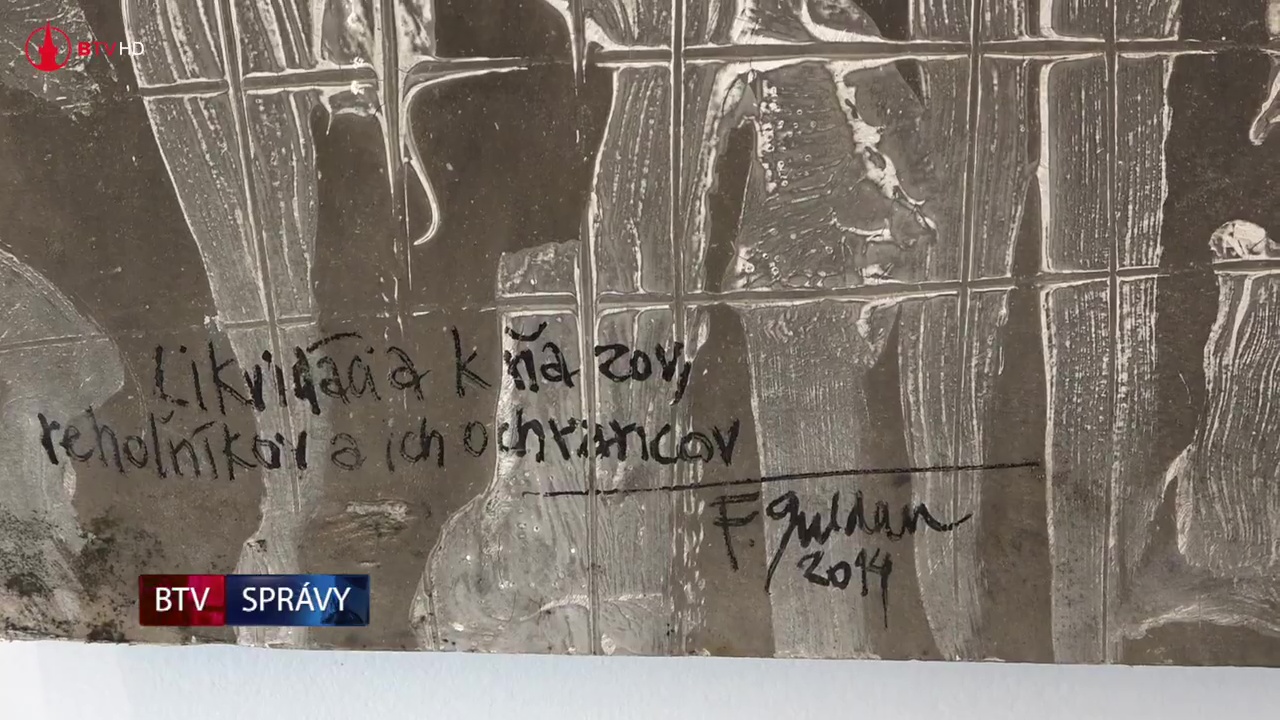 BTV HD
Likvidácia kňazov,
rehoľníkov a ich ochrancov
F. Guldan
2014
BTV SPRÁVY